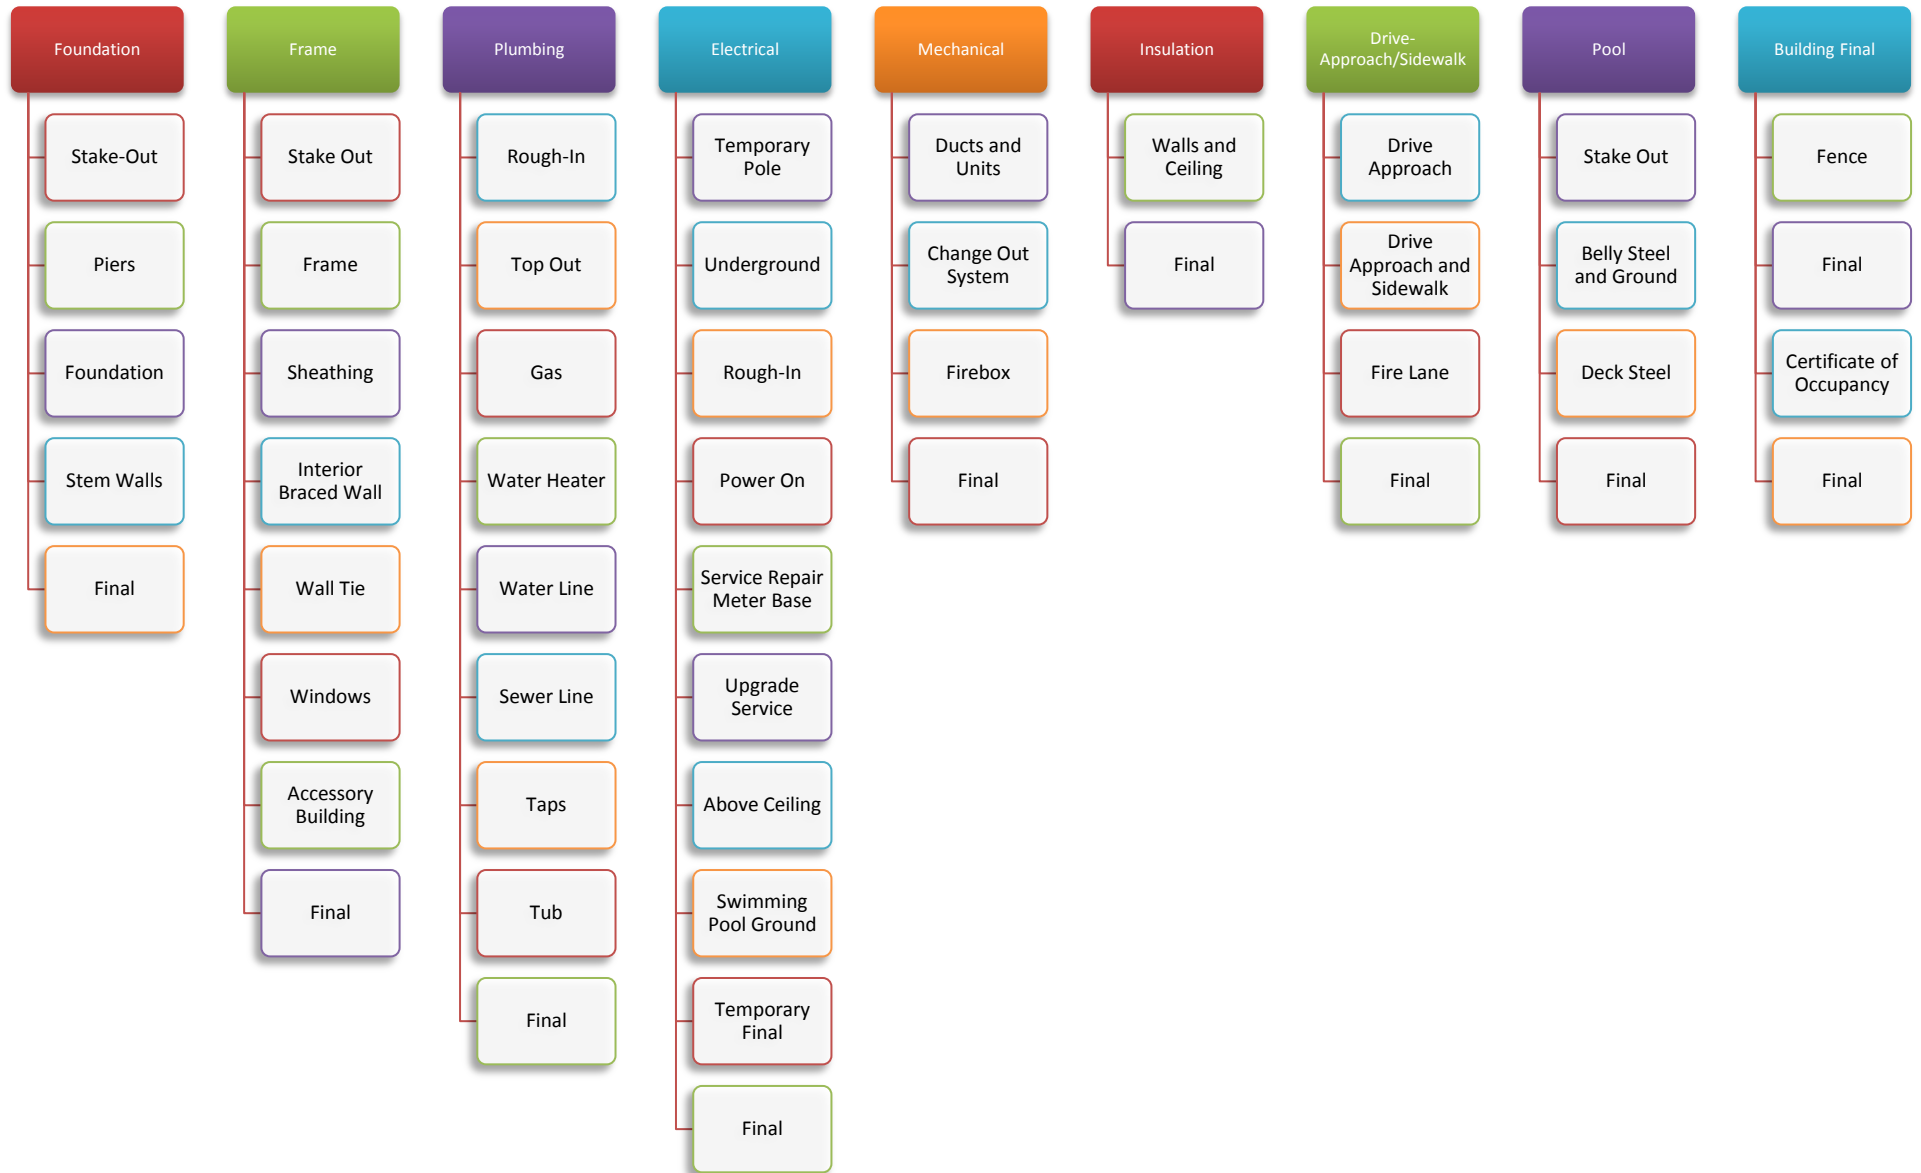 Foundation
Stake-Out
Piers
Foundation
Stem Walls
Final
Frame
Stake Out
Frame
Sheathing
Interior
Braced Wall
Wall Tie
Windows
Accessory
Building
Final
Plumbing
Rough-In
Top Out
Gas
Water Heater
Water Line
Sewer Line
Taps
Tub
Final
Electrical
Temporary
Pole
Underground
Rough-In
Power On
Service Repair
Meter Base
Upgrade
Service
Above Ceiling
Swimming
Pool Ground
Temporary
Final
Final
Mechanical
Ducts and
Units
Change Out
System
Firebox
Final
Insulation
Walls and
Ceiling
Final
Drive-
Approach/Sidewalk
Drive
Approach
Drive
Approach and
Sidewalk
Fire Lane
Final
Pool
Stake Out
Belly Steel
and Ground
Deck Steel
Final
Building Final
Fence
Final
Certificate of
Occupancy
Final